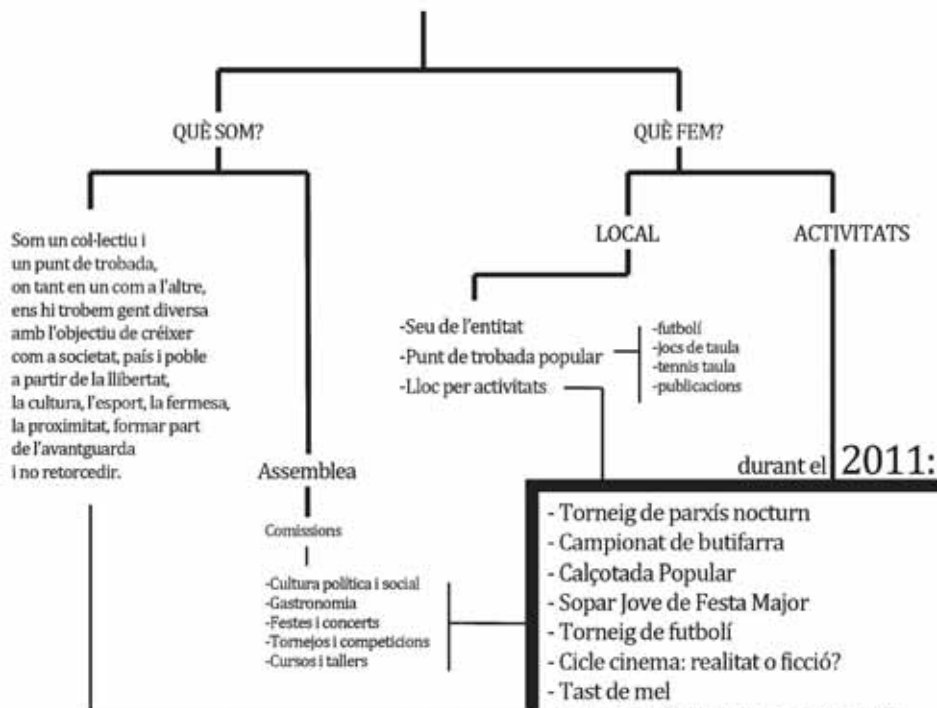 QUÈ SOM?
Som un col·lectiu i
un punt de trobada,
on tant en un com a l'altre,
ens hi trobem gent diversa
amb l'objectiu de créixer
com a societat, país i poble
a partir de la llibertat,
la cultura, l'esport, la fermesa,
la proximitat, formar part
de l'avantguarda
i no retorcedir.
Assemblea
Comissions
-Cultura política i social
-Gastronomia
-Festes i concerts
-Tornejos i competicions
-Cursos i tallers
QUÈ FEM?
LOCAL
-Seu de l'entitat
-Punt de trobada popular
-Lloc per activitats
-futbolí
-jocs de taula
-tennis taula
-publicacions
ACTIVITATS
durant el 2011:
- Torneig de parxís nocturn
- Campionat de butifarra
- Calçotada Popular
- Sopar Jove de Festa Major
- Torneig de futbolí
- Cicle cinema: realitat o ficció?
- Tast de mel